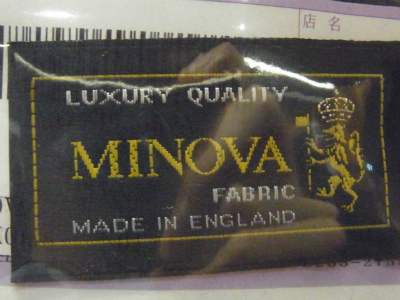 店名
LUXURY QUALITY
MINOVA
FABRIC
MADE IN ENGLAND